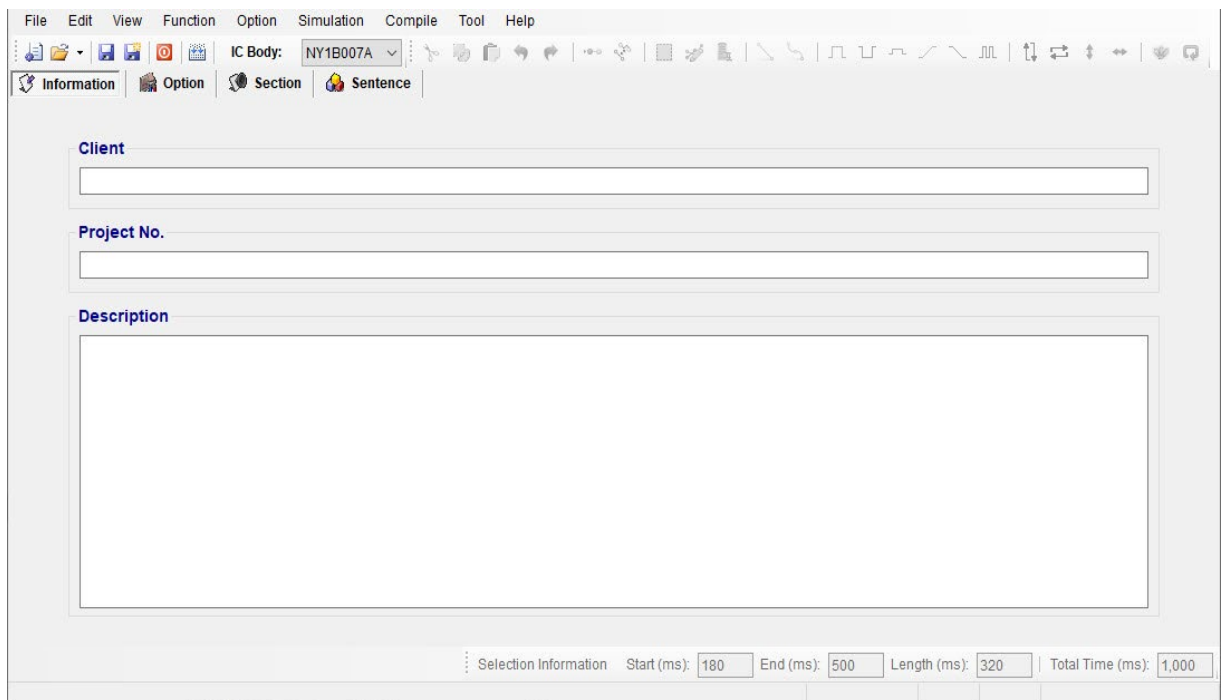 File Edit View Function Option Simulation Compile Tool Help
IC Body: NY1B007A
Information Option Section Sentence
Client
Project No.
Description
Selection Information Start (ms): 180 End (ms): 500 Length (ms): 320 Total Time (ms): 1,000